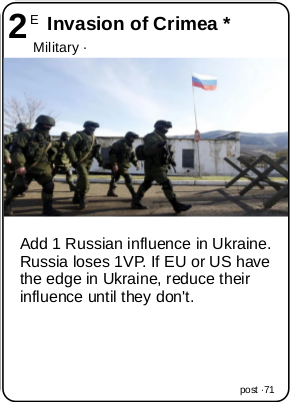 2 E Invasion of Crimea *
Military ·
Add 1 Russian influence in Ukraine.
Russia loses 1VP. If EU or US have
the edge in Ukraine, reduce their
influence until they don't.
post ·71